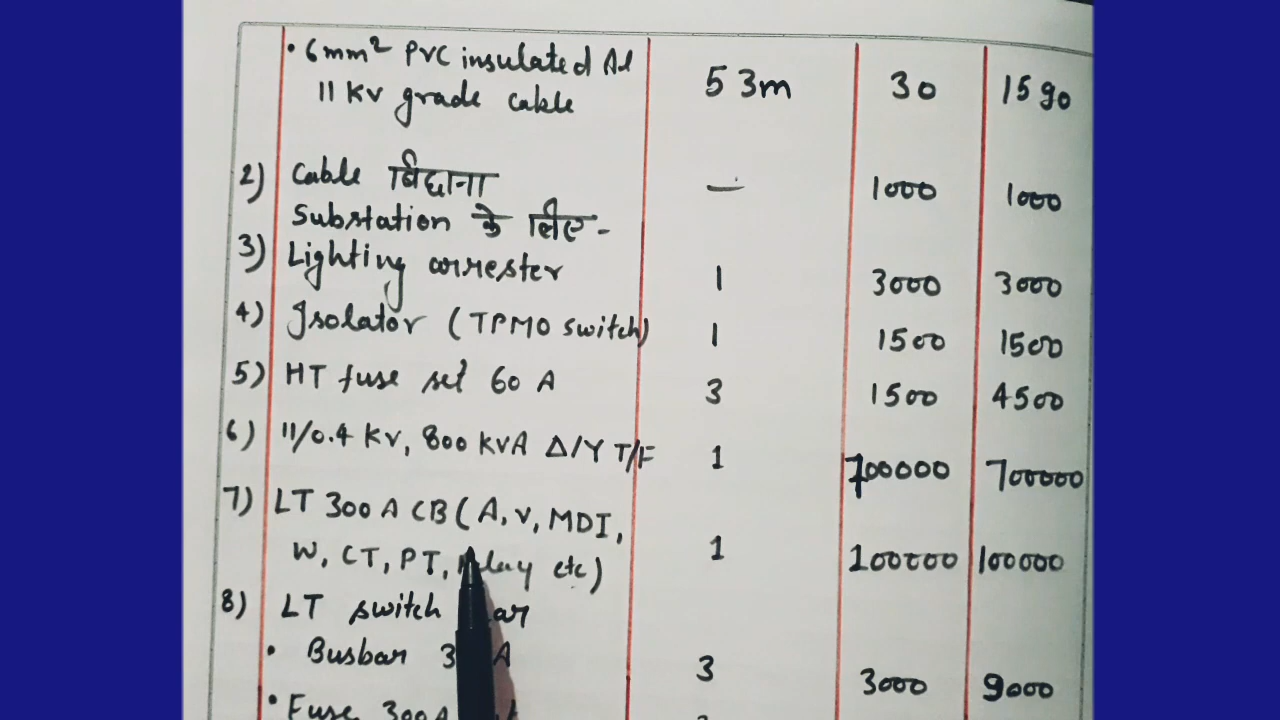 • 6mm² PVC insulated Al
11 KV grade cable 53m 30 1590
2) Cable बिछाना — 1000 1000
Substation के लिए -
3) Lighting arrester 1 3000 3000
4) Isolator (TPMO switch) 1 1500 1500
5) HT fuse set 60 A 3 1500 4500
6) 11/0.4 KV, 800 KVA Δ/Y T/F 1 700000 700000
7) LT 300 A CB (A, V, MDI,
W, CT, PT, etc) 1 100000 100000
8) LT switch
• Busbar A 3 3000 9000
• Fuse 300A